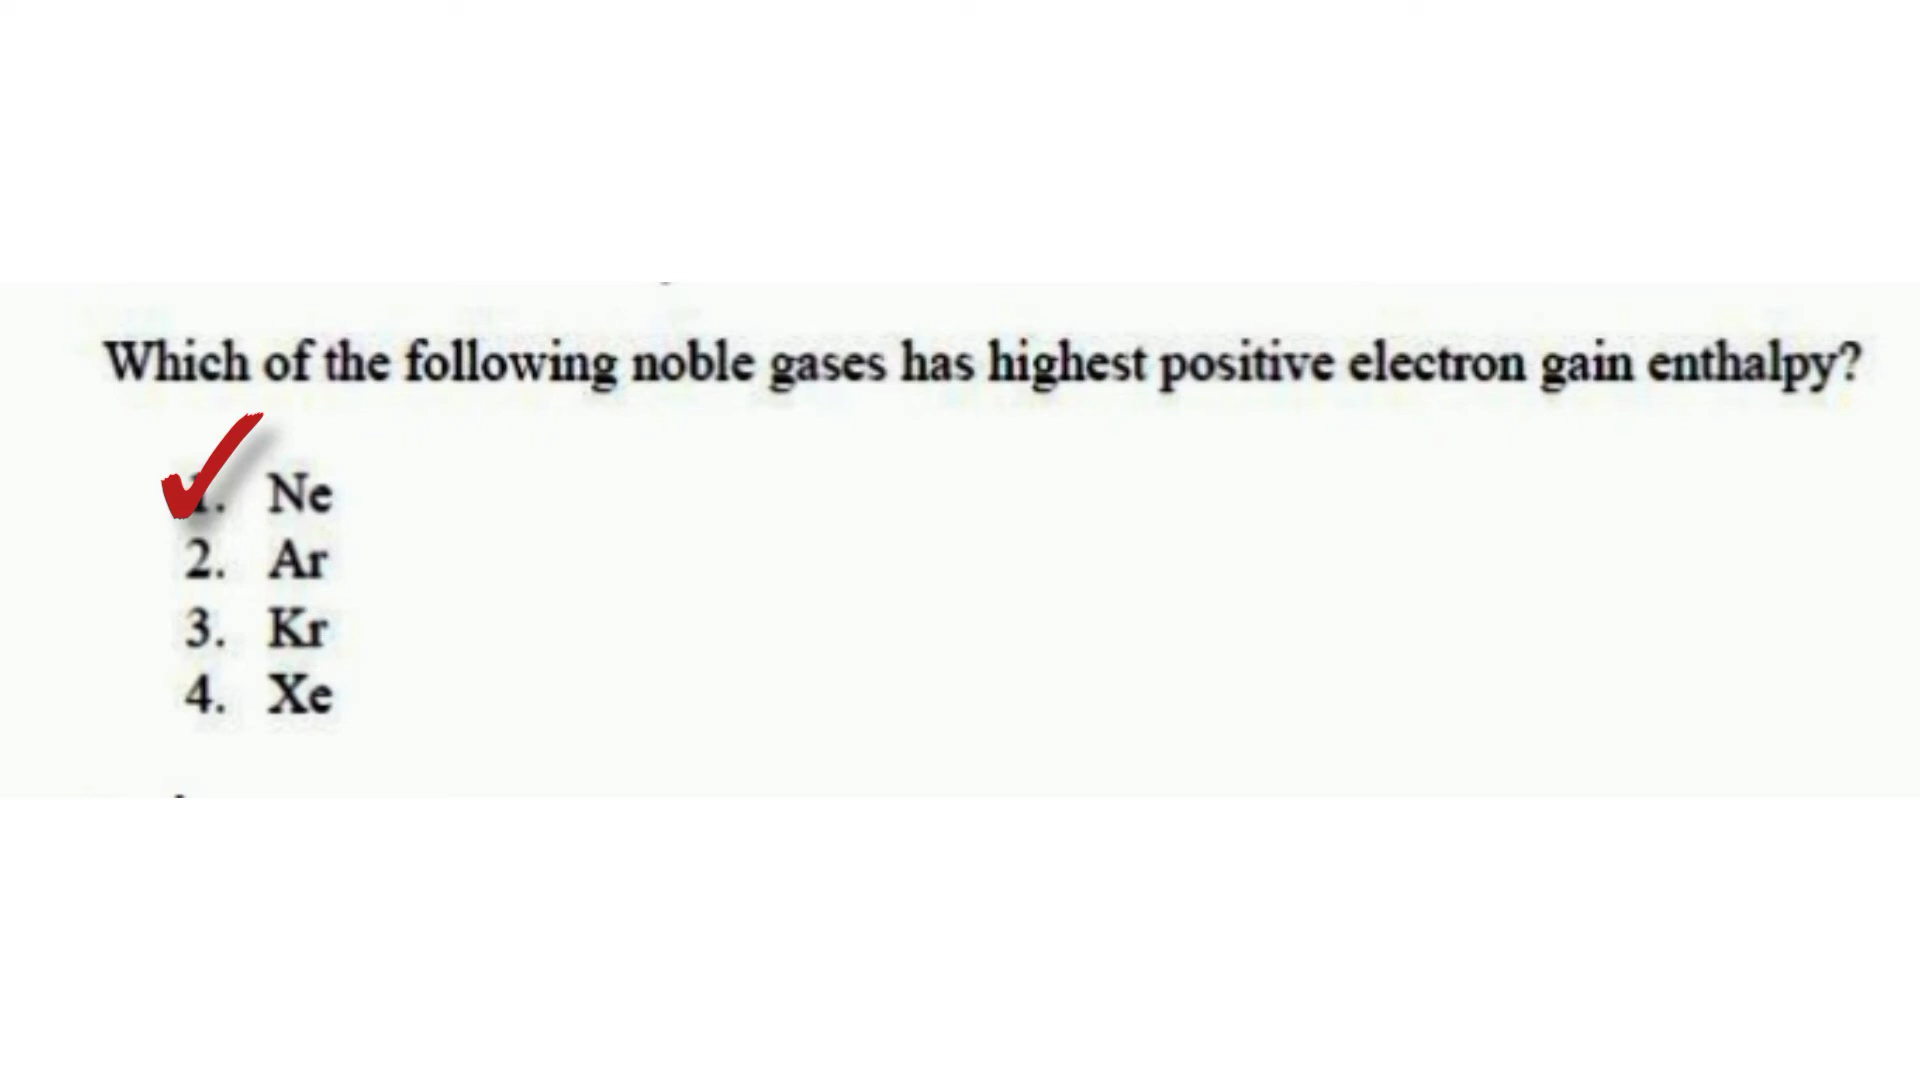 Which of the following noble gases has highest positive electron gain enthalpy?
1. Ne
2. Ar
3. Kr
4. Xe